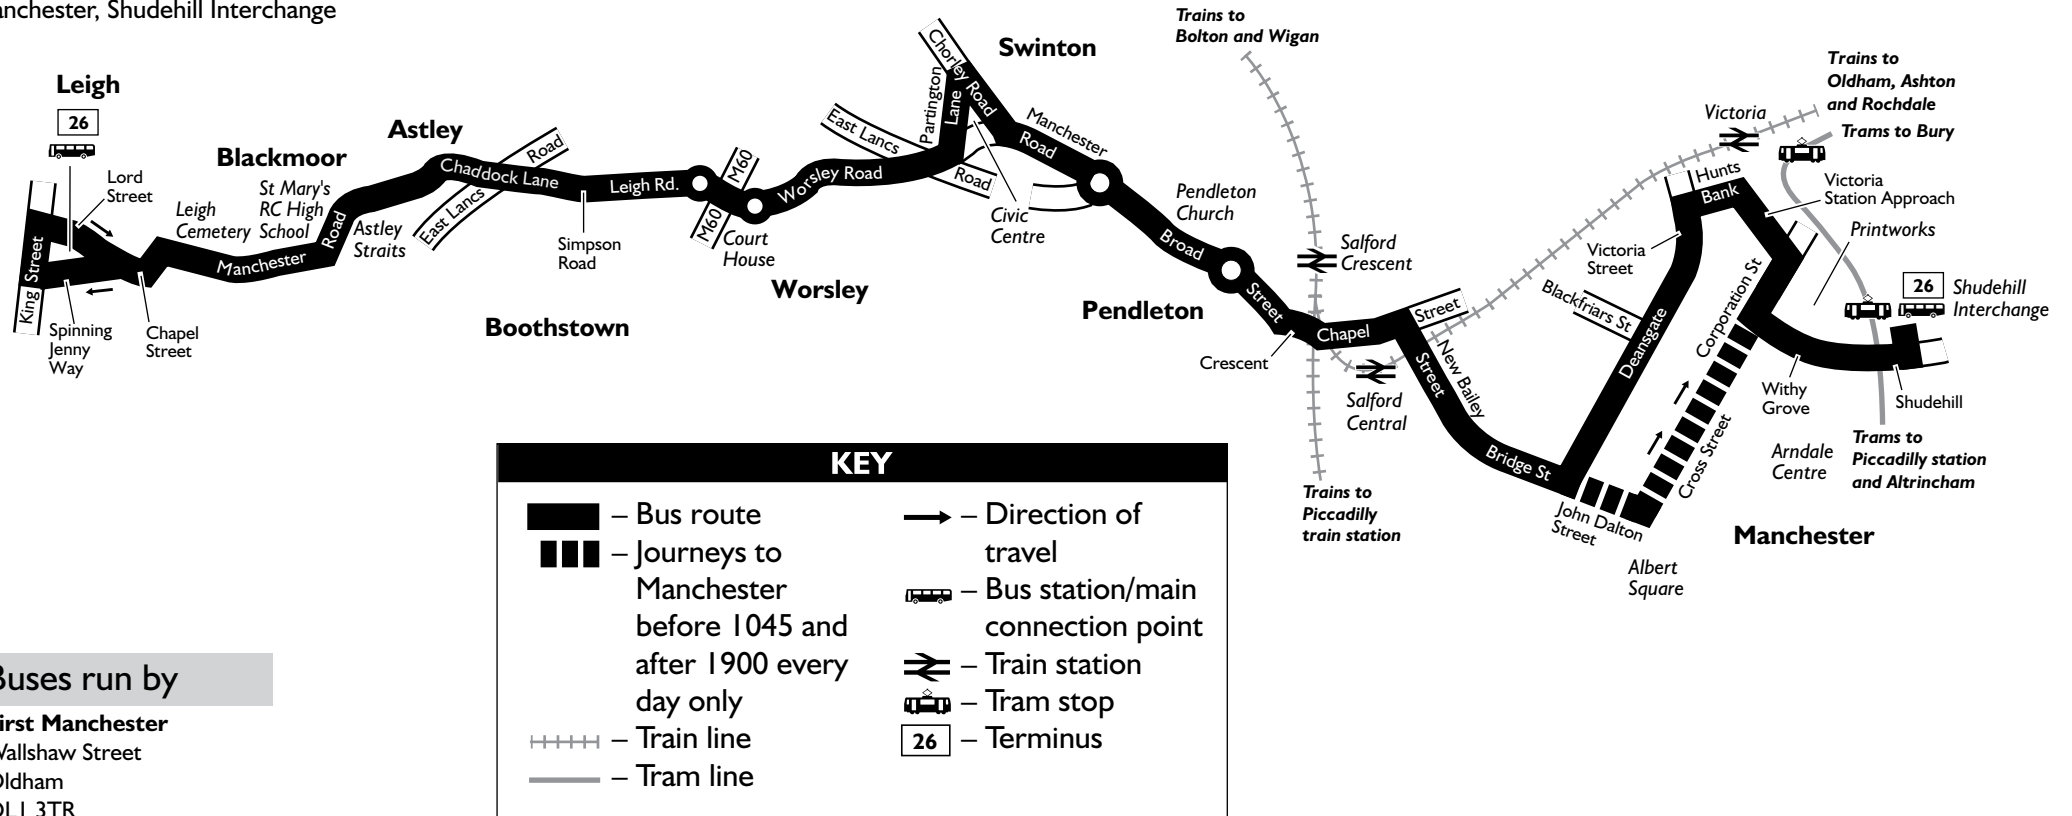 anchester, Shudehill Interchange
Leigh
26
Lord
Street
King Street
Spinning
Jenny
Way
Chapel
Street
Blackmoor
Leigh
Cemetery
St Mary's
RC High
School
Manchester
Road
Astley
Astley
Straits
Chaddock Lane
East Lancs
Road
Boothstown
Simpson
Road
Leigh Rd.
M60
M60
Court
House
Worsley
Worsley Road
East Lancs
Road
Partington
Lane
Chorley Road
Swinton
Civic
Centre
Manchester
Road
Pendleton
Church
Broad
Street
Pendleton
Trains to
Bolton and Wigan
Salford
Crescent
Crescent
Chapel
Street
Salford
Central
Trains to
Piccadilly
train station
New Bailey
Street
Bridge St
Blackfriars St
Deansgate
Victoria
Street
Hunts
Bank
Victoria
Trains to
Oldham, Ashton
and Rochdale
Trams to Bury
Victoria
Station Approach
Printworks
Corporation St
Cross Street
John Dalton
Street
Albert
Square
26
Shudehill
Interchange
Withy
Grove
Shudehill
Arndale
Centre
Trams to
Piccadilly station
and Altrincham
Manchester
KEY
– Bus route
– Journeys to
Manchester
before 1045 and
after 1900 every
day only
– Train line
– Tram line
– Direction of
travel
– Bus station/main
connection point
– Train station
– Tram stop
26 – Terminus
Buses run by
irst Manchester
Wallshaw Street
Oldham
OL1 3TR